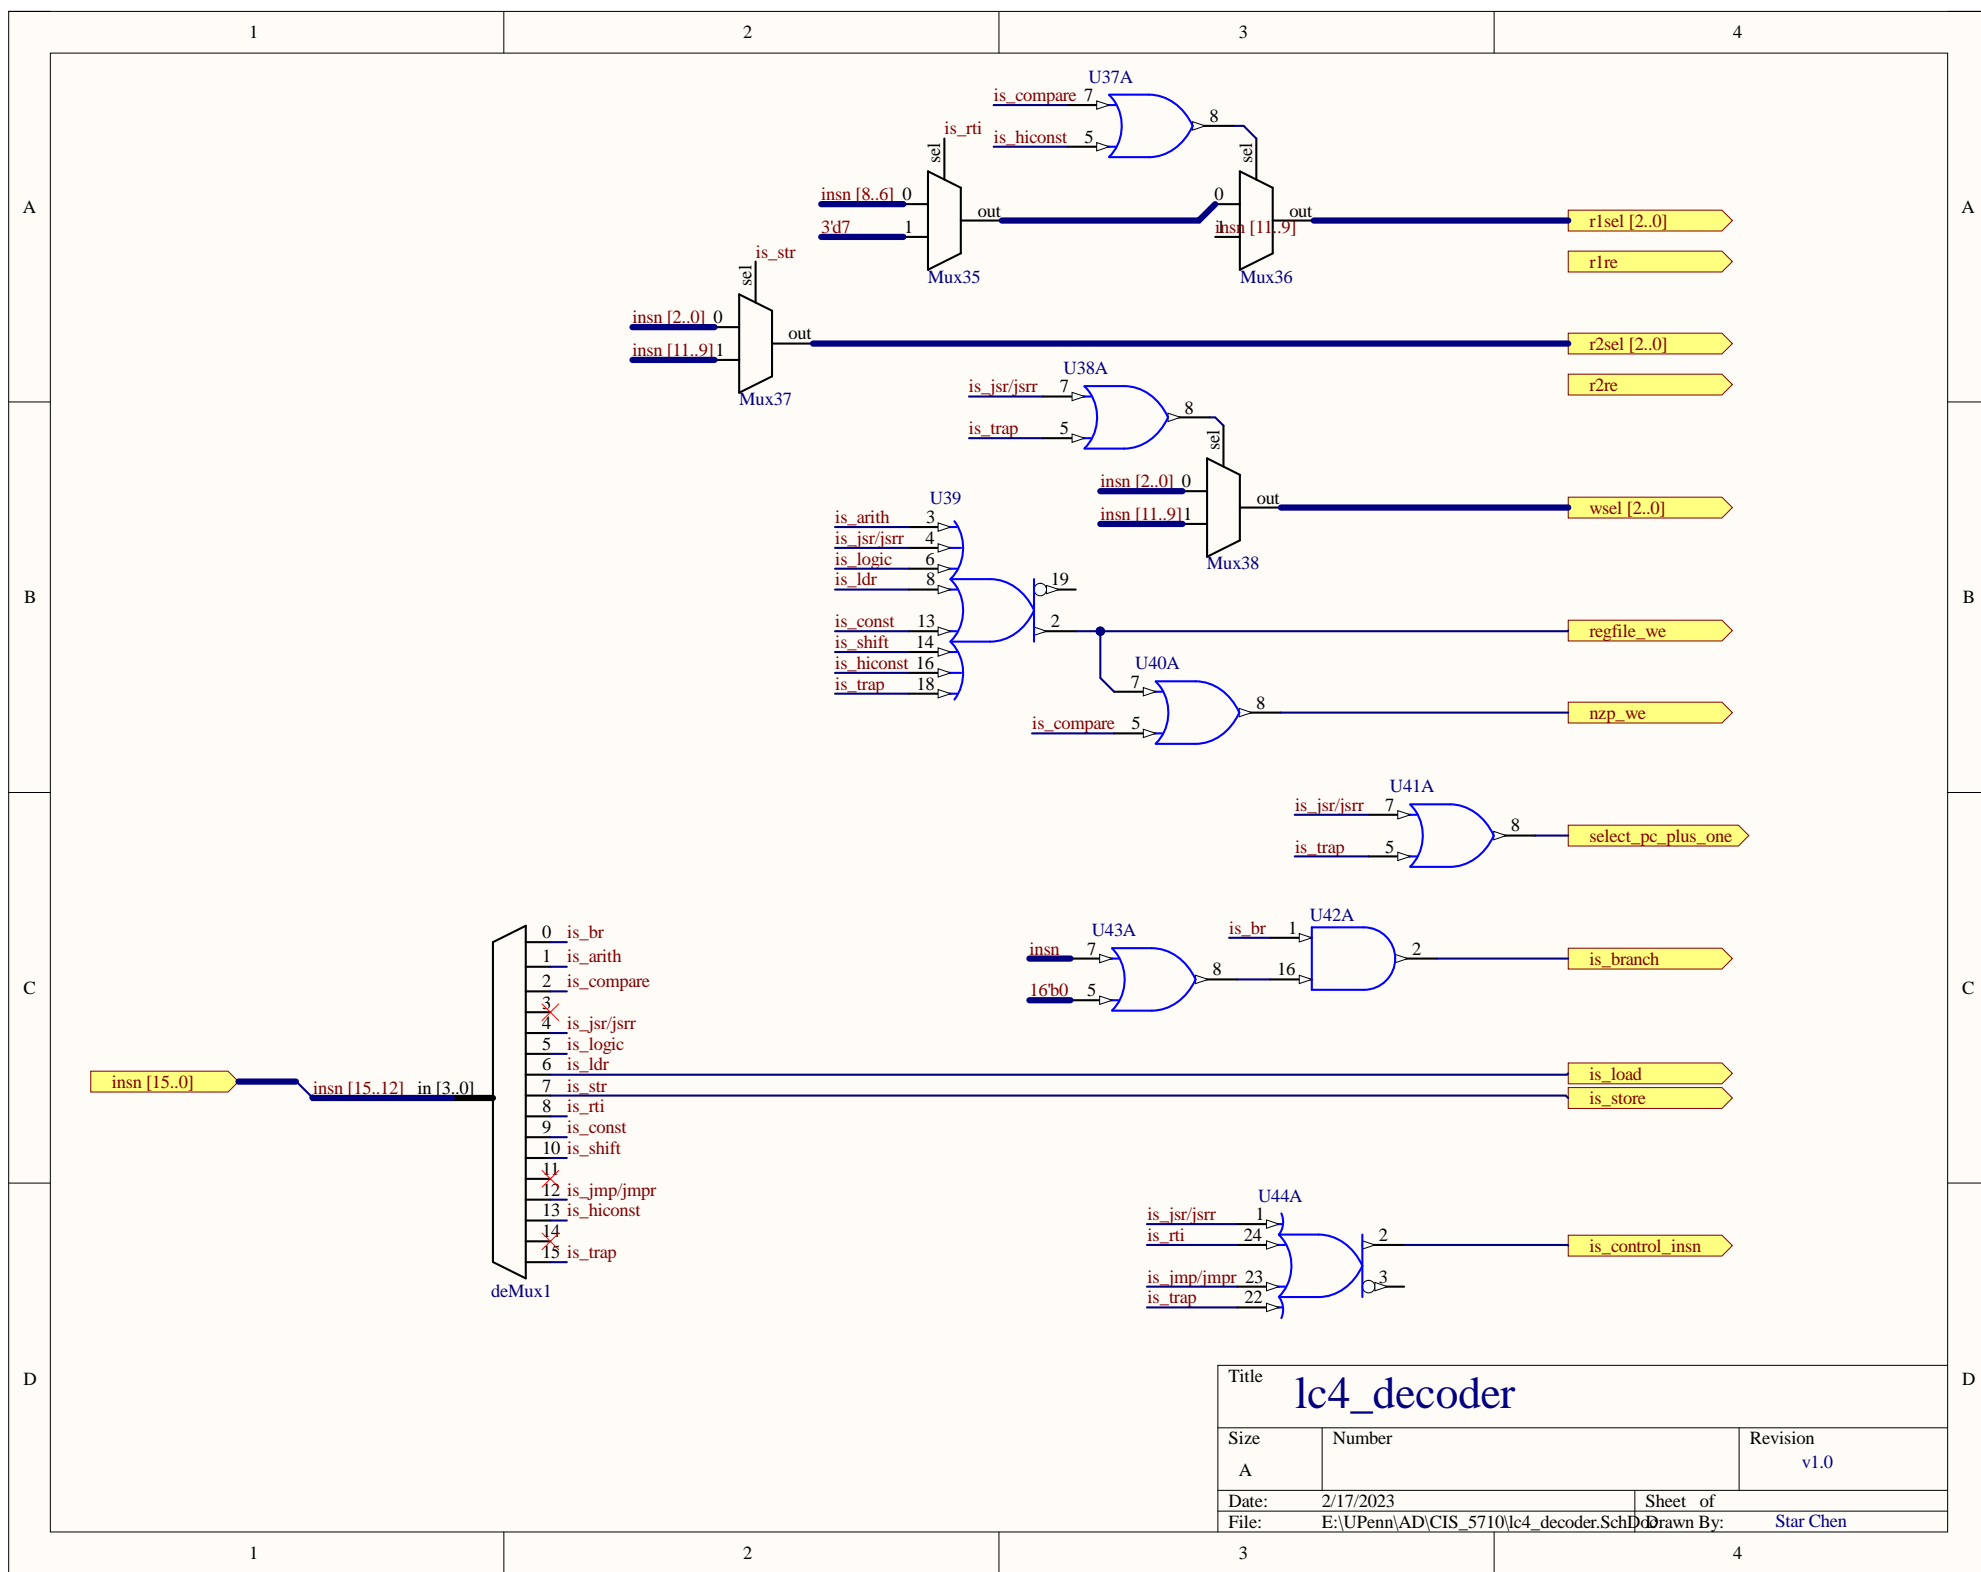 1 2 3 4
U37A
is_compare 7
is_hiconst 5
8
is_rti
sel
sel
A A
insn [8..6] 0
3'd7 1
out
Mux35
0
1
insn [11..9]
out
Mux36
r1sel [2..0]
r1re
is_str
sel
insn [2..0] 0
insn [11..9] 1
out
Mux37
r2sel [2..0]
r2re
U38A
is_jsr/jsrr 7
is_trap 5
8
sel
insn [2..0] 0
insn [11..9] 1
out
Mux38
wsel [2..0]
B B
U39
is_arith 3
is_jsr/jsrr 4
is_logic 6
is_ldr 8
is_const 13
is_shift 14
is_hiconst 16
is_trap 18
19
2
regfile_we
U40A
7
is_compare 5
8
nzp_we
U41A
is_jsr/jsrr 7
is_trap 5
8
select_pc_plus_one
C C
U43A
insn 7
16'b0 5
8
U42A
is_br 1
16
2
is_branch
insn [15..0]
insn [15..12] in [3..0]
0 is_br
1 is_arith
2 is_compare
3
4 is_jsr/jsrr
5 is_logic
6 is_ldr
7 is_str
8 is_rti
9 is_const
10 is_shift
11
12 is_jmp/jmpr
13 is_hiconst
14
15 is_trap
deMux1
is_load
is_store
U44A
is_jsr/jsrr 1
is_rti 24
is_jmp/jmpr 23
is_trap 22
2
3
is_control_insn
D D
Title lc4_decoder
Size Number Revision
A v1.0
Date: 2/17/2023 Sheet of
File: E:\UPenn\AD\CIS_5710\lc4_decoder.SchDoc Drawn By: Star Chen
1 2 3 4